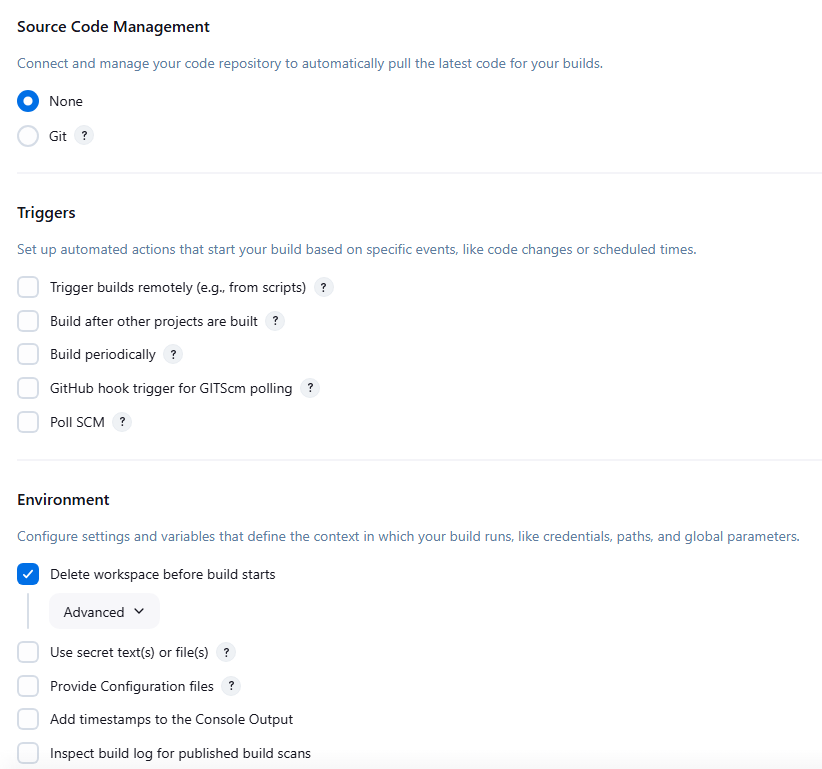 Source Code Management
Connect and manage your code repository to automatically pull the latest code for your builds.
None
Git ?
Triggers
Set up automated actions that start your build based on specific events, like code changes or scheduled times.
Trigger builds remotely (e.g., from scripts) ?
Build after other projects are built ?
Build periodically ?
GitHub hook trigger for GITScm polling ?
Poll SCM ?
Environment
Configure settings and variables that define the context in which your build runs, like credentials, paths, and global parameters.
Delete workspace before build starts
Advanced
Use secret text(s) or file(s) ?
Provide Configuration files ?
Add timestamps to the Console Output
Inspect build log for published build scans